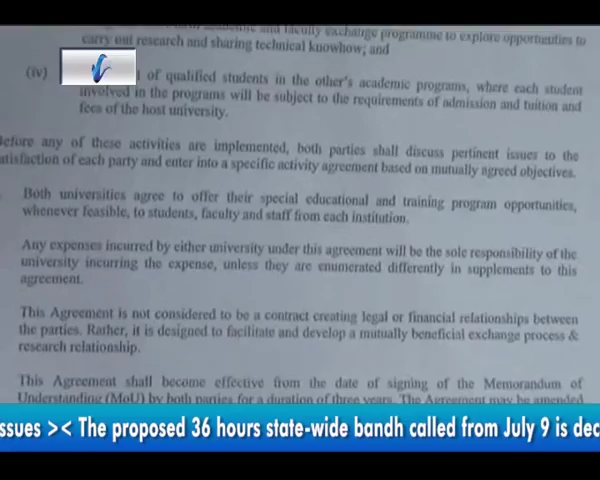 and faculty exchange programme to explore opportunities to
carry out research and sharing technical knowhow; and
(iv) of qualified students in the other's academic programs, where each student
involved in the programs will be subject to the requirements of admission and tuition and
fees of the host university.
Before any of these activities are implemented, both parties shall discuss pertinent issues to the
satisfaction of each party and enter into a specific activity agreement based on mutually agreed objectives.
Both universities agree to offer their special educational and training program opportunities,
whenever feasible, to students, faculty and staff from each institution.
Any expenses incurred by either university under this agreement will be the sole responsibility of the
university incurring the expense, unless they are enumerated differently in supplements to this
agreement.
This Agreement is not considered to be a contract creating legal or financial relationships between
the parties. Rather, it is designed to facilitate and develop a mutually beneficial exchange process &
research relationship.
This Agreement shall become effective from the date of signing of the Memorandum of
Understanding (MoU) by both parties for a duration of three years. The Agreement may be amended
issues >< The proposed 36 hours state-wide bandh called from July 9 is dec